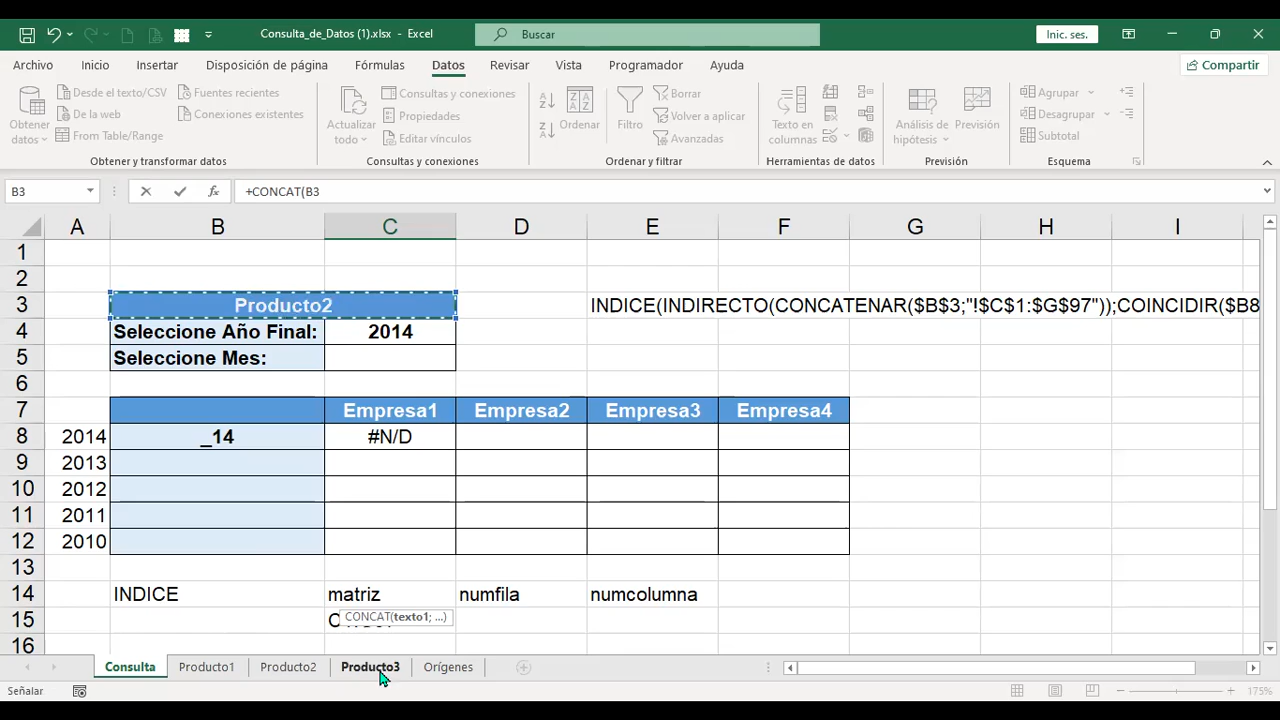 Consulta_de_Datos (1).xlsx - Excel
Buscar
Inic. ses.
Archivo Inicio Insertar Disposición de página Fórmulas Datos Revisar Vista Programador Ayuda
Compartir
Obtener datos
Desde el texto/CSV
De la web
From Table/Range
Fuentes recientes
Conexiones existentes
Obtener y transformar datos
Actualizar todo
Consultas y conexiones
Propiedades
Editar vínculos
Consultas y conexiones
Ordenar
Filtro
Borrar
Volver a aplicar
Avanzadas
Ordenar y filtrar
Texto en columnas
Herramientas de datos
Análisis de hipótesis
Previsión
Previsión
Agrupar
Desagrupar
Subtotal
Esquema
B3
fx
+CONCAT(B3
A B C D E F G H I
1
2
3 Producto2 INDICE(INDIRECTO(CONCATENAR($B$3;"!$C$1:$G$97"));COINCIDIR($B8
4 Seleccione Año Final: 2014
5 Seleccione Mes:
6
7 Empresa1 Empresa2 Empresa3 Empresa4
8 2014 _14 #N/D
9 2013
10 2012
11 2011
12 2010
13
14 INDICE matriz numfila numcolumna
CONCAT(texto1; ...)
15
16
Consulta Producto1 Producto2 Producto3 Orígenes
Señalar
175%